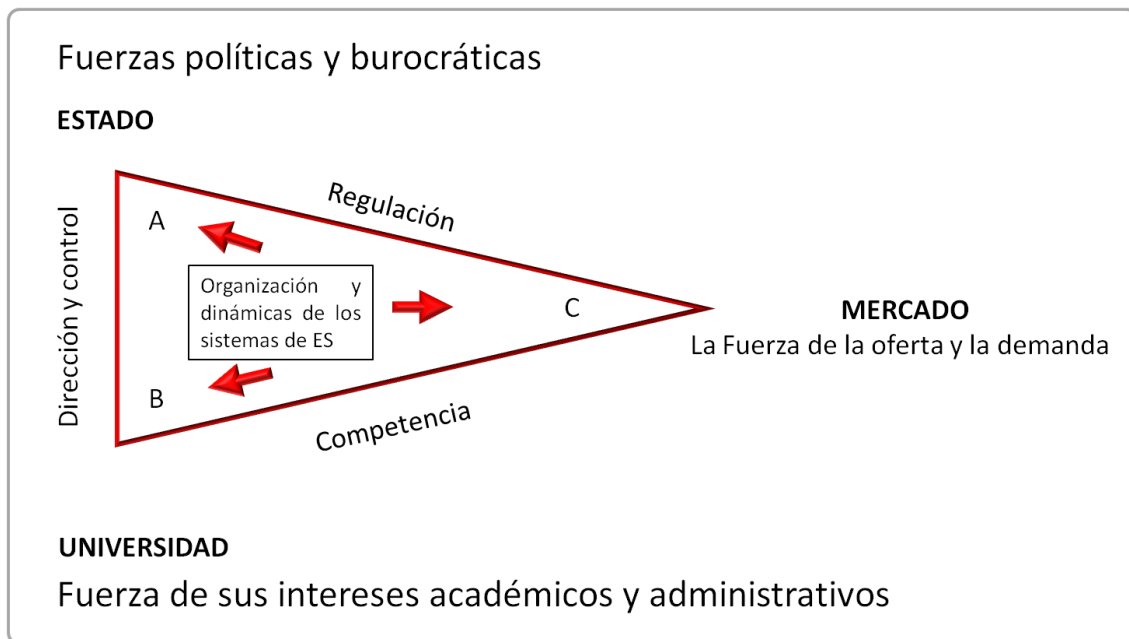 Fuerzas políticas y burocráticas
ESTADO
Dirección y control
Regulación
A
Organización y
dinámicas de los
sistemas de ES
C
B
Competencia
MERCADO
La Fuerza de la oferta y la demanda
UNIVERSIDAD
Fuerza de sus intereses académicos y administrativos